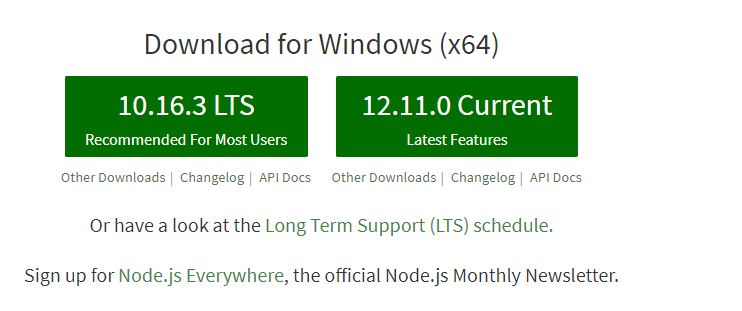 Download for Windows (x64)
10.16.3 LTS
Recommended For Most Users
12.11.0 Current
Latest Features
Other Downloads | Changelog | API Docs
Other Downloads | Changelog | API Docs
Or have a look at the Long Term Support (LTS) schedule.
Sign up for Node.js Everywhere, the official Node.js Monthly Newsletter.